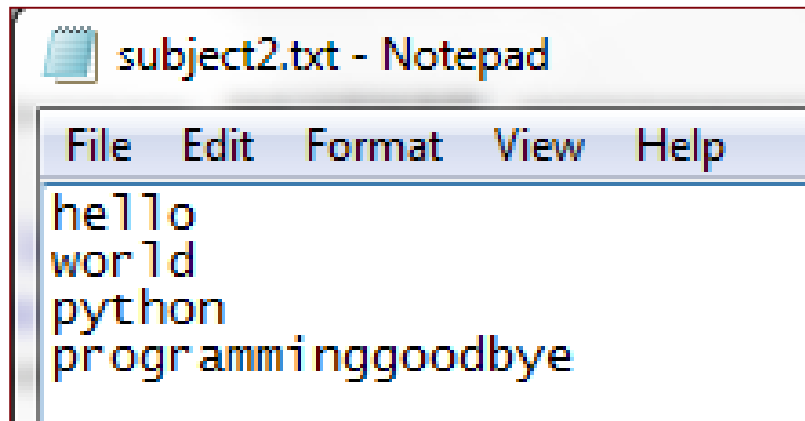 subject2.txt - Notepad
File Edit Format View Help
hello
world
python
programminggoodbye